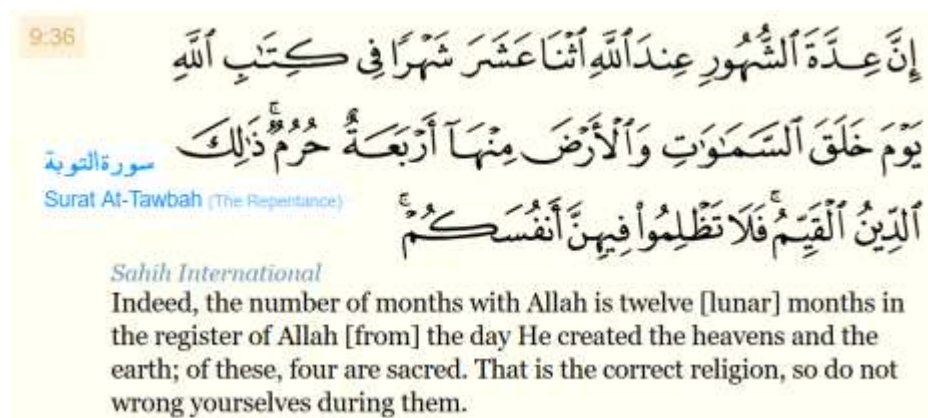 9:36
إِنَّ عِدَّةَ ٱلشُّهُورِ عِندَ ٱللَّهِ ٱثْنَا عَشَرَ شَهْرًا فِى كِتَٰبِ ٱللَّهِ
يَوْمَ خَلَقَ ٱلسَّمَٰوَٰتِ وَٱلْأَرْضَ مِنْهَآ أَرْبَعَةٌ حُرُمٌ ۚ ذَٰلِكَ
سورة التوبة
Surat At-Tawbah (The Repentance)
ٱلدِّينُ ٱلْقَيِّمُ ۚ فَلَا تَظْلِمُوا۟ فِيهِنَّ أَنفُسَكُمْ ۚ
Sahih International
Indeed, the number of months with Allah is twelve [lunar] months in
the register of Allah [from] the day He created the heavens and the
earth; of these, four are sacred. That is the correct religion, so do not
wrong yourselves during them.